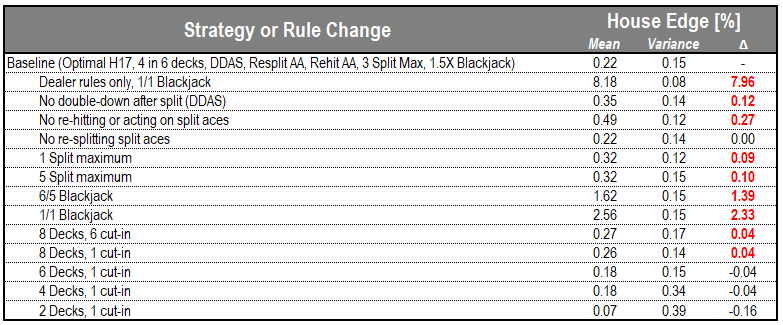 Strategy or Rule Change House Edge [%]
Mean Variance Δ
Baseline (Optimal H17, 4 in 6 decks, DDAS, Resplit AA, Rehit AA, 3 Split Max, 1.5X Blackjack) 0.22 0.15 -
Dealer rules only, 1/1 Blackjack 8.18 0.08 7.96
No double-down after split (DDAS) 0.35 0.14 0.12
No re-hitting or acting on split aces 0.49 0.12 0.27
No re-splitting split aces 0.22 0.14 0.00
1 Split maximum 0.32 0.12 0.09
5 Split maximum 0.32 0.15 0.10
6/5 Blackjack 1.62 0.15 1.39
1/1 Blackjack 2.56 0.15 2.33
8 Decks, 6 cut-in 0.27 0.17 0.04
8 Decks, 1 cut-in 0.26 0.14 0.04
6 Decks, 1 cut-in 0.18 0.15 -0.04
4 Decks, 1 cut-in 0.18 0.34 -0.04
2 Decks, 1 cut-in 0.07 0.39 -0.16